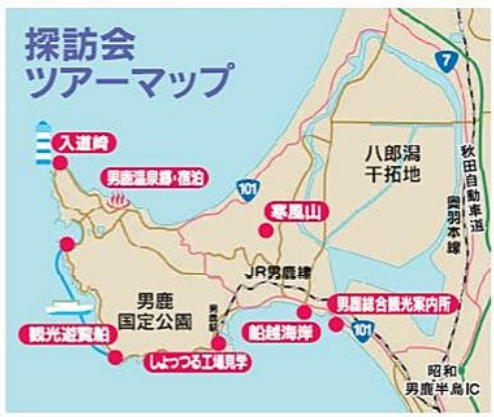 探訪会
ツアーマップ
7
入道崎
八郎潟
干拓地
秋田自動車道
男鹿温泉郷・宿泊
101
奥羽本線
寒風山
JR男鹿線
男鹿
国定公園
男鹿駅
男鹿総合観光案内所
観光遊覧船
船越海岸
101
しょっつる工場見学
昭和
男鹿半島IC